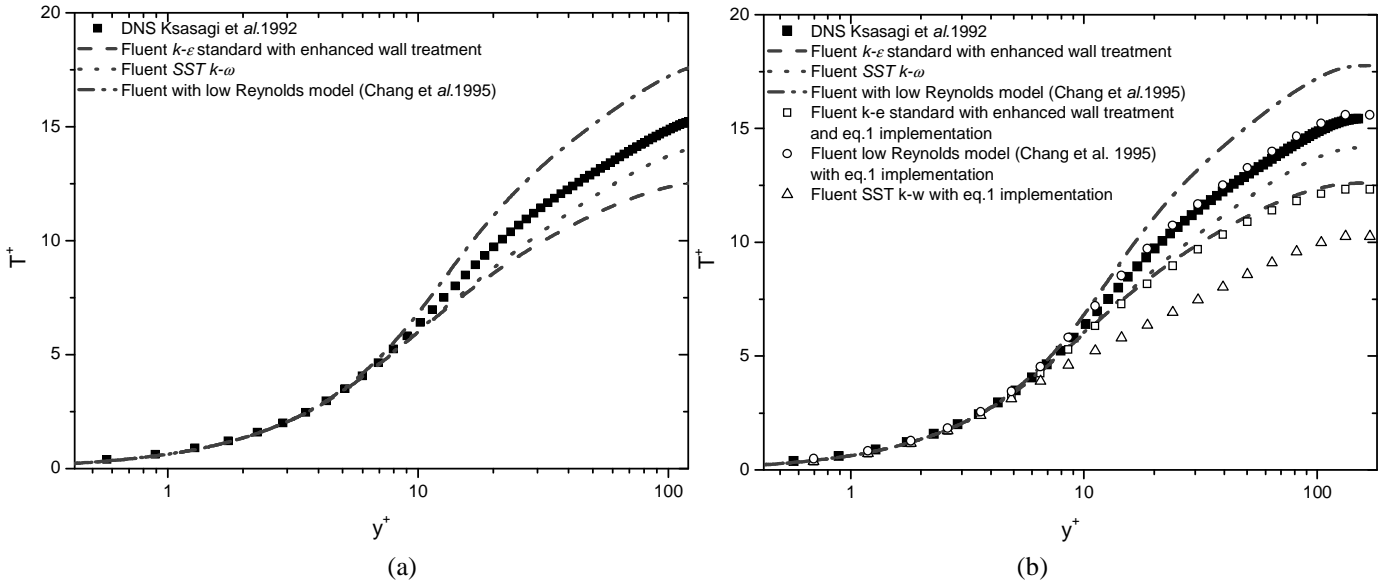 20
15
10
5
0
T⁺
1
10
100
y⁺
DNS Ksasagi et al.1992
Fluent k-ε standard with enhanced wall treatment
Fluent SST k-ω
Fluent with low Reynolds model (Chang et al.1995)
(a)
20
15
10
5
0
T⁺
1
10
100
y⁺
DNS Ksasagi et al.1992
Fluent k-ε standard with enhanced wall treatment
Fluent SST k-ω
Fluent with low Reynolds model (Chang et al.1995)
Fluent k-e standard with enhanced wall treatment
and eq.1 implementation
Fluent low Reynolds model (Chang et al. 1995)
with eq.1 implementation
Fluent SST k-w with eq.1 implementation
(b)